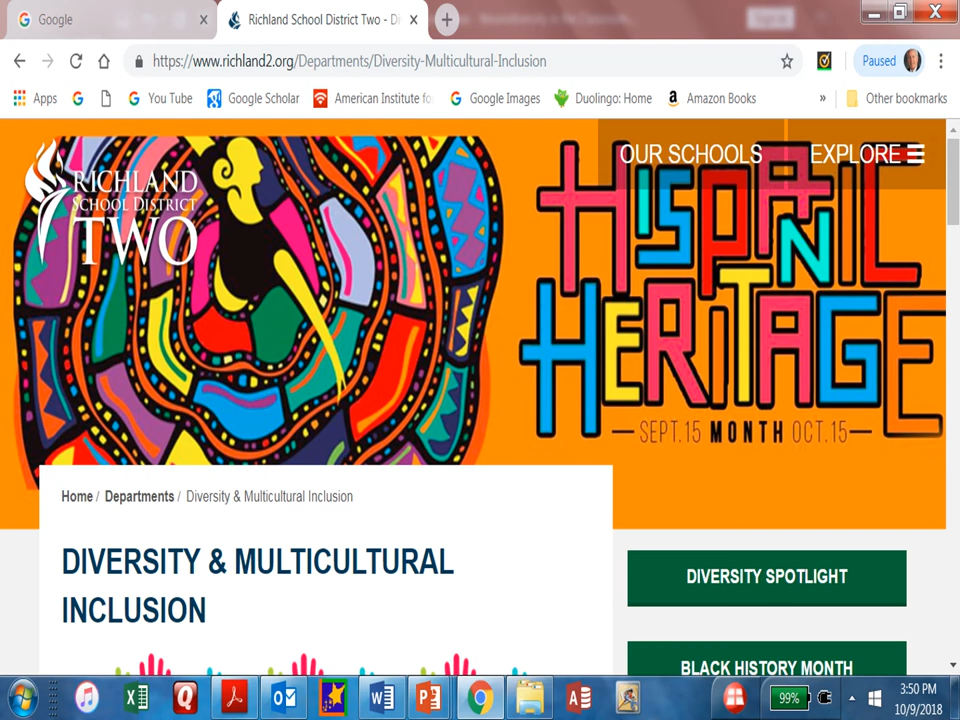 Google
Richland School District Two - Di
https://www.richland2.org/Departments/Diversity-Multicultural-Inclusion
Paused
Apps
You Tube
Google Scholar
American Institute fo
Google Images
Duolingo: Home
Amazon Books
»
Other bookmarks
RICHLAND
SCHOOL DISTRICT
TWO
OUR SCHOOLS
EXPLORE
HISPANIC
HERITAGE
SEPT.15 MONTH OCT.15
Home / Departments / Diversity & Multicultural Inclusion
DIVERSITY & MULTICULTURAL
INCLUSION
DIVERSITY SPOTLIGHT
BLACK HISTORY MONTH
99%
3:50 PM
10/9/2018